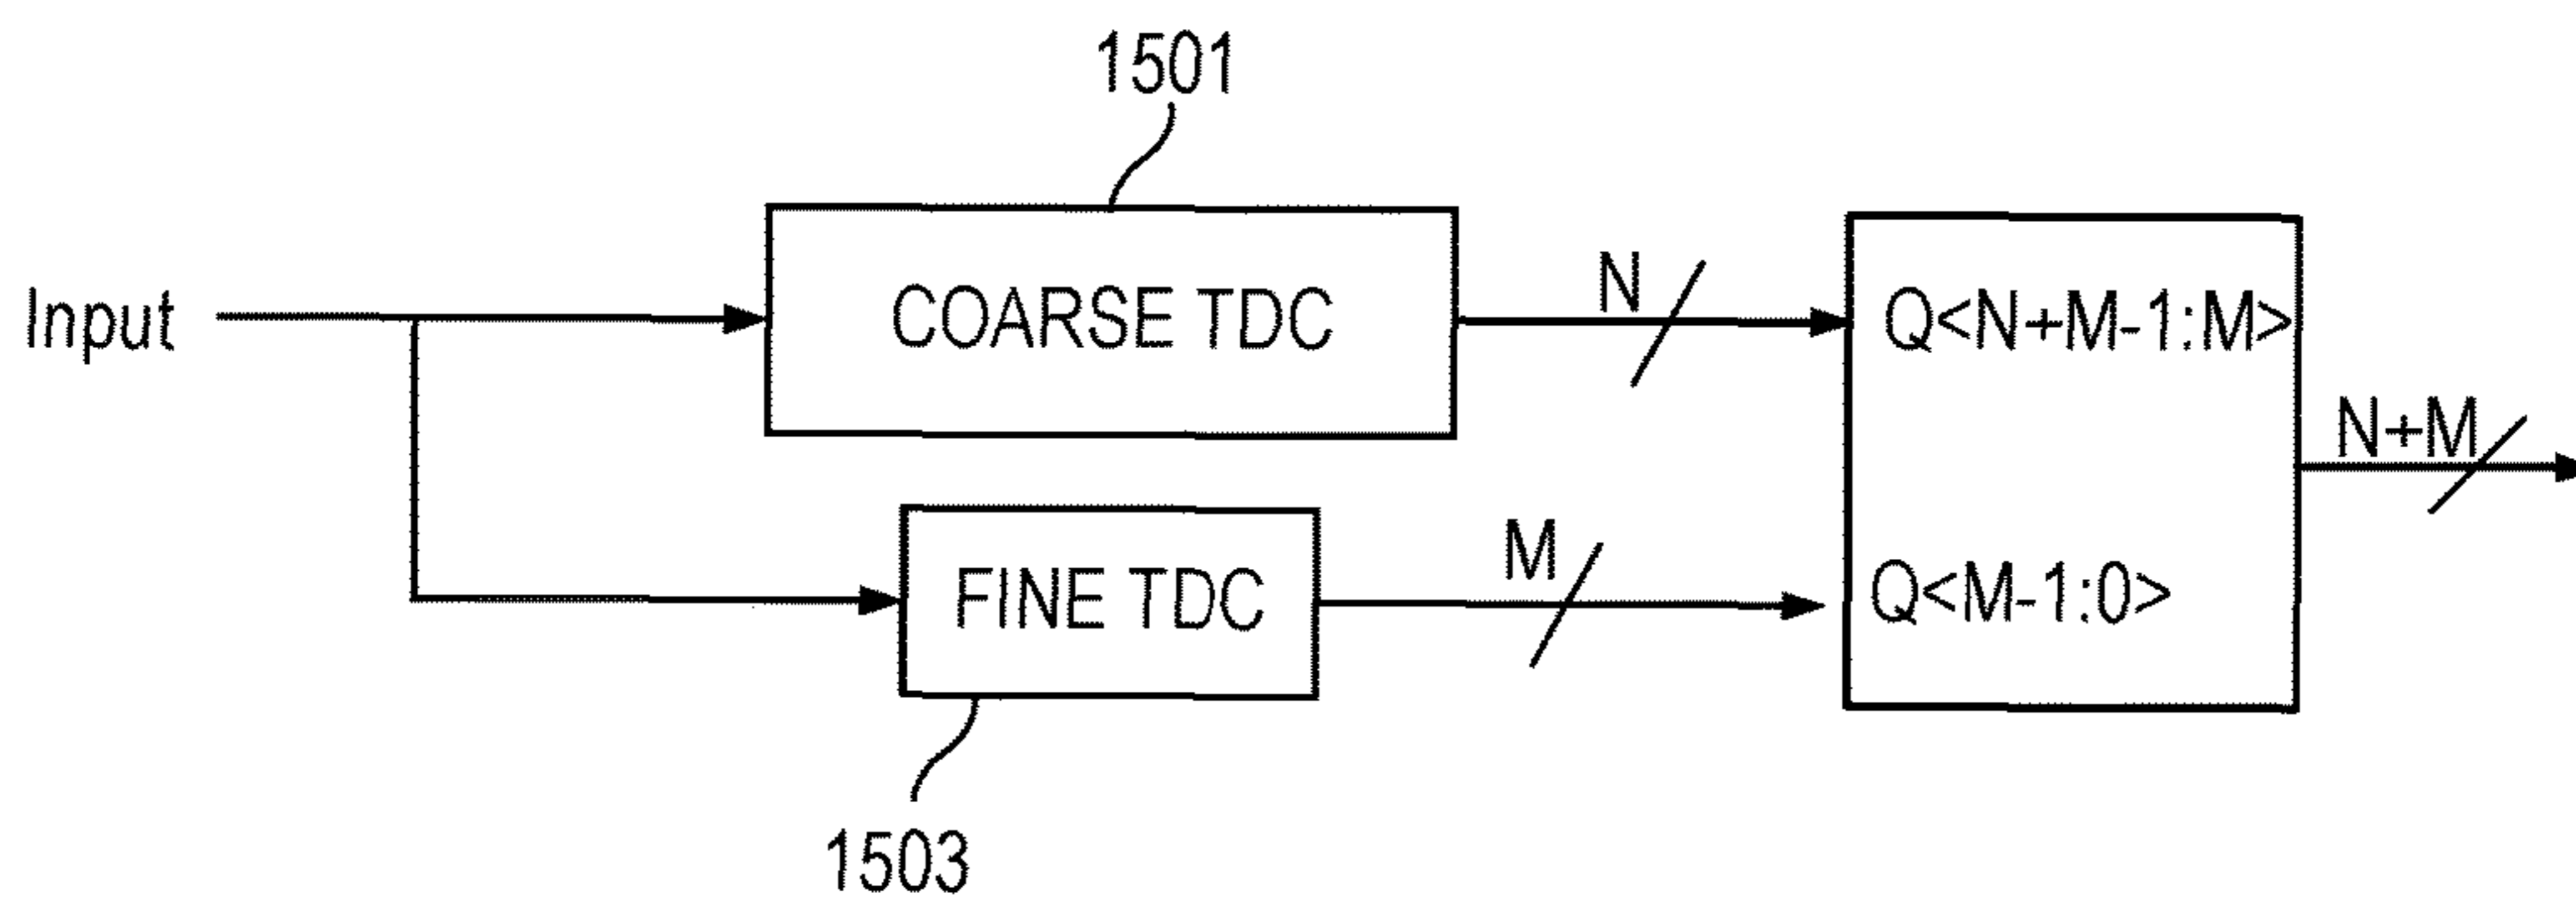 1501
Input
COARSE TDC
N
Q<N+M-1:M>
N+M
FINE TDC
M
Q<M-1:0>
1503